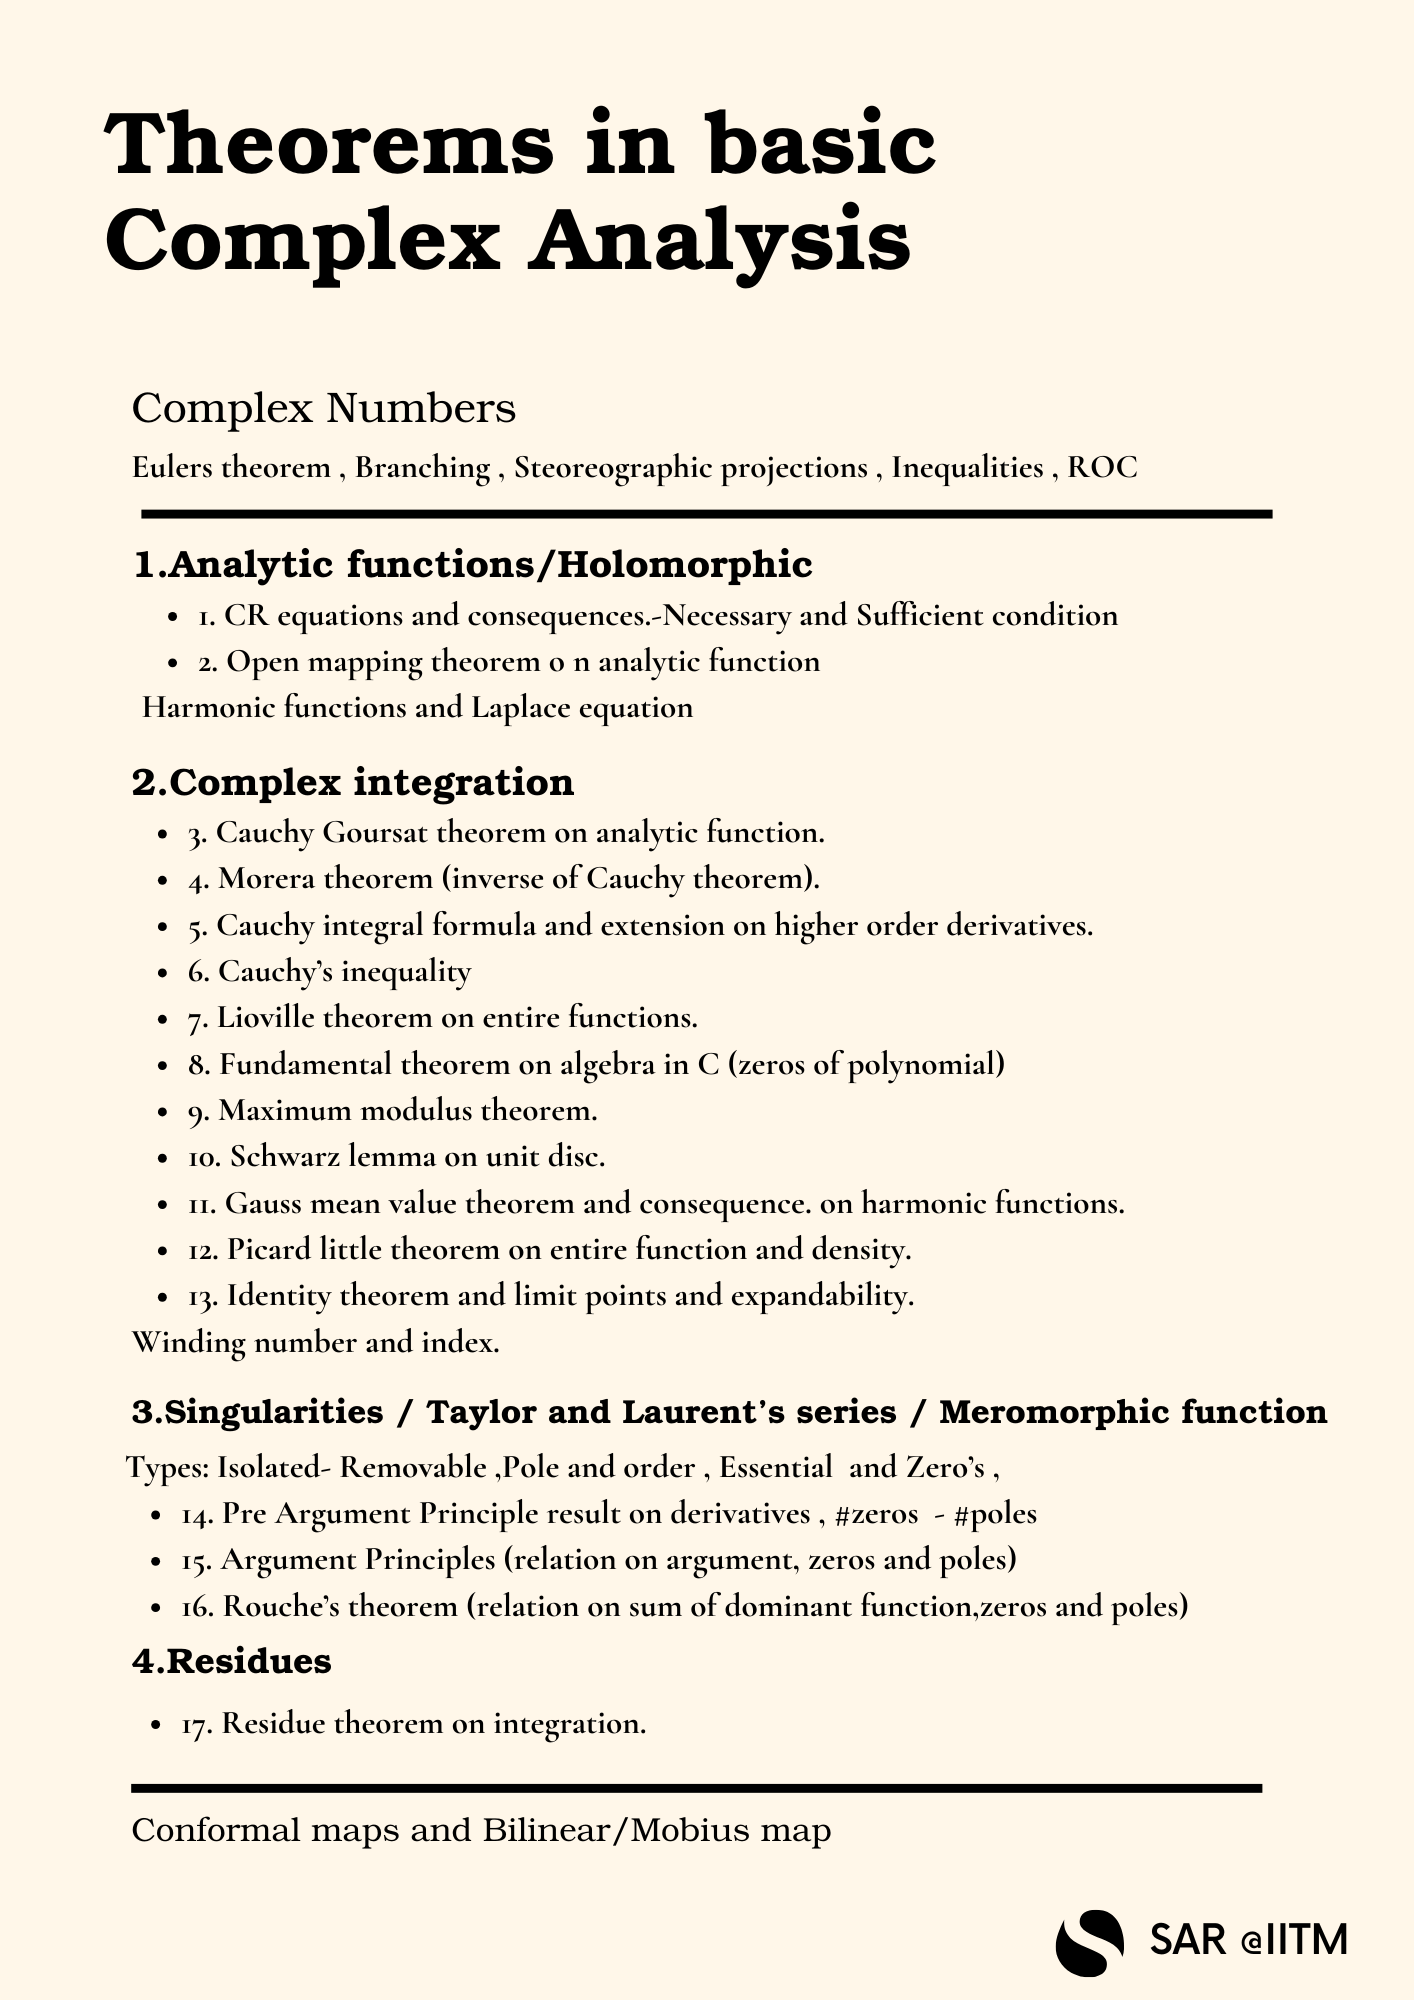 Theorems in basic
Complex Analysis
Complex Numbers
Eulers theorem , Branching , Steoreographic projections , Inequalities , ROC
1.Analytic functions/Holomorphic
• 1. CR equations and consequences.-Necessary and Sufficient condition
• 2. Open mapping theorem o n analytic function
Harmonic functions and Laplace equation
2.Complex integration
• 3. Cauchy Goursat theorem on analytic function.
• 4. Morera theorem (inverse of Cauchy theorem).
• 5. Cauchy integral formula and extension on higher order derivatives.
• 6. Cauchy’s inequality
• 7. Lioville theorem on entire functions.
• 8. Fundamental theorem on algebra in C (zeros of polynomial)
• 9. Maximum modulus theorem.
• 10. Schwarz lemma on unit disc.
• 11. Gauss mean value theorem and consequence. on harmonic functions.
• 12. Picard little theorem on entire function and density.
• 13. Identity theorem and limit points and expandability.
Winding number and index.
3.Singularities / Taylor and Laurent’s series / Meromorphic function
Types: Isolated- Removable ,Pole and order , Essential  and Zero’s ,
• 14. Pre Argument Principle result on derivatives , #zeros  - #poles
• 15. Argument Principles (relation on argument, zeros and poles)
• 16. Rouche’s theorem (relation on sum of dominant function,zeros and poles)
4.Residues
• 17. Residue theorem on integration.
Conformal maps and Bilinear/Mobius map
SAR @IITM